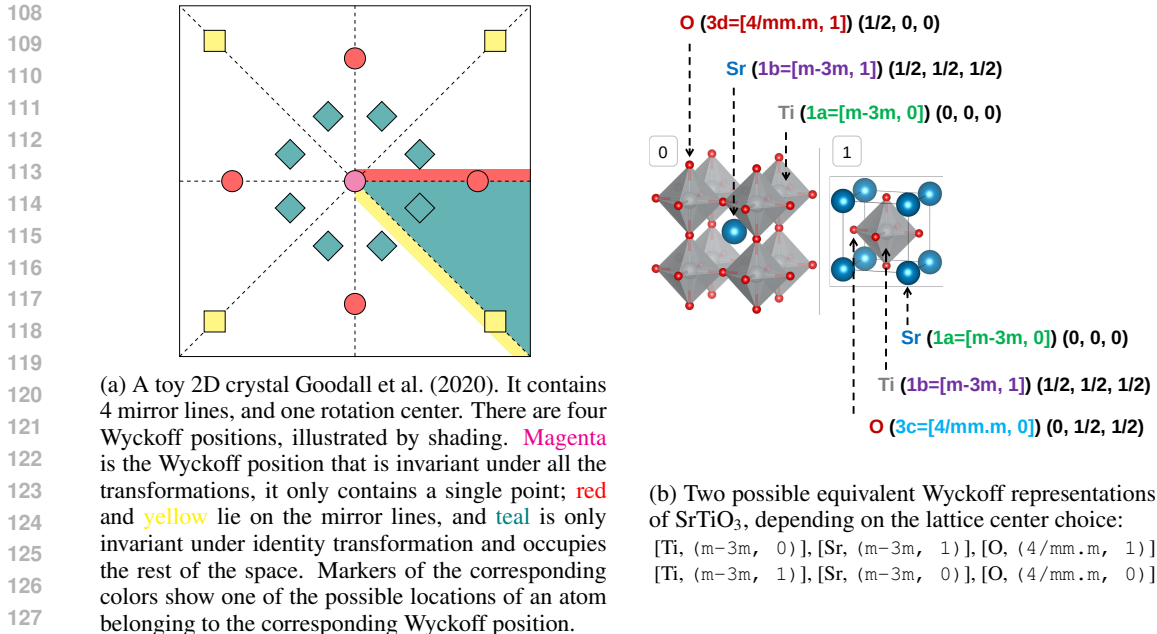 108
109
110
111
112
113
114
115
116
117
118
119
120
121
122
123
124
125
126
127
(a) A toy 2D crystal Goodall et al. (2020). It contains
4 mirror lines, and one rotation center. There are four
Wyckoff positions, illustrated by shading. Magenta
is the Wyckoff position that is invariant under all the
transformations, it only contains a single point; red
and yellow lie on the mirror lines, and teal is only
invariant under identity transformation and occupies
the rest of the space. Markers of the corresponding
colors show one of the possible locations of an atom
belonging to the corresponding Wyckoff position.
O (3d=[4/mm.m, 1]) (1/2, 0, 0)
Sr (1b=[m-3m, 1]) (1/2, 1/2, 1/2)
Ti (1a=[m-3m, 0]) (0, 0, 0)
0
1
Sr (1a=[m-3m, 0]) (0, 0, 0)
Ti (1b=[m-3m, 1]) (1/2, 1/2, 1/2)
O (3c=[4/mm.m, 0]) (0, 1/2, 1/2)
(b) Two possible equivalent Wyckoff representations
of SrTiO₃, depending on the lattice center choice:
[Ti, (m-3m, 0)], [Sr, (m-3m, 1)], [O, (4/mm.m, 1)]
[Ti, (m-3m, 1)], [Sr, (m-3m, 0)], [O, (4/mm.m, 0)]